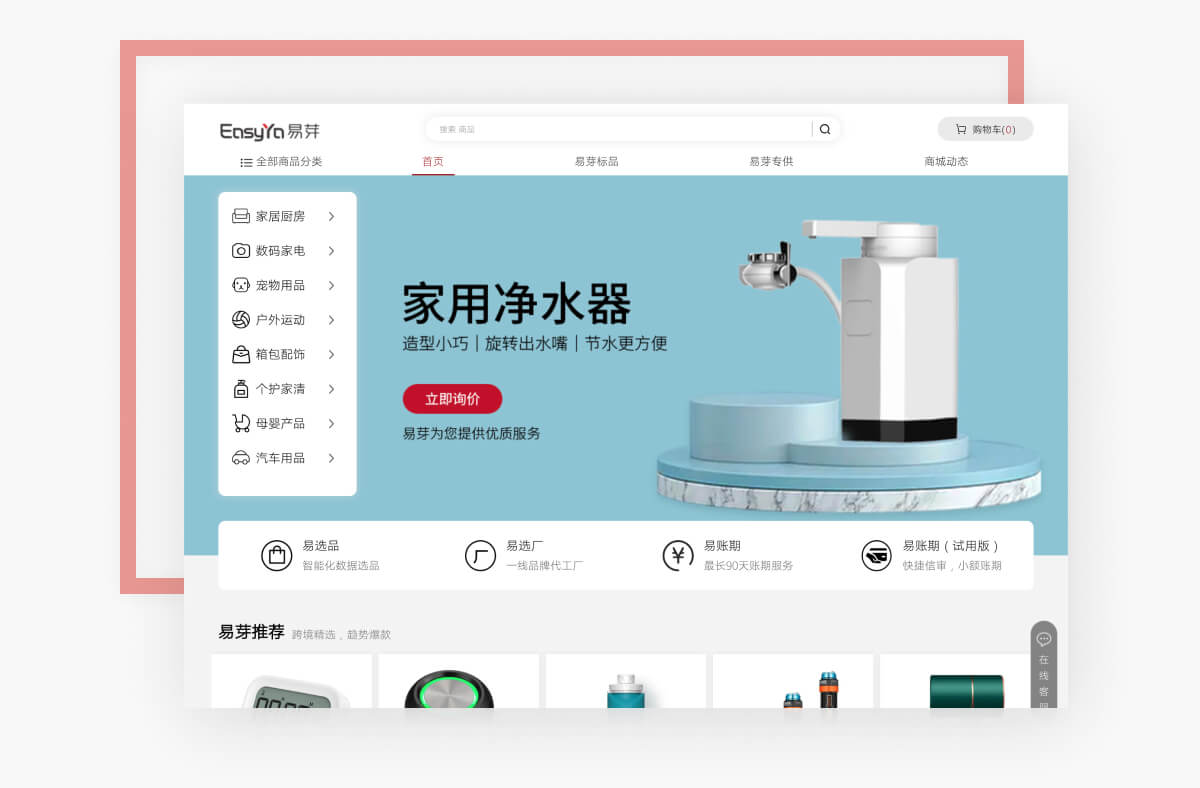 EasyYa易芽
搜索 商品
购物车(0)
全部商品分类
首页
易芽标品
易芽专供
商城动态
家居厨房
数码家电
宠物用品
户外运动
箱包配饰
个护家清
母婴产品
汽车用品
家用净水器
造型小巧|旋转出水嘴|节水更方便
立即询价
易芽为您提供优质服务
易选品
智能化数据选品
易选厂
一线品牌代工厂
易账期
最长90天账期服务
易账期(试用版)
快捷信审,小额账期
易芽推荐 跨境精选,趋势爆款
在
线
客